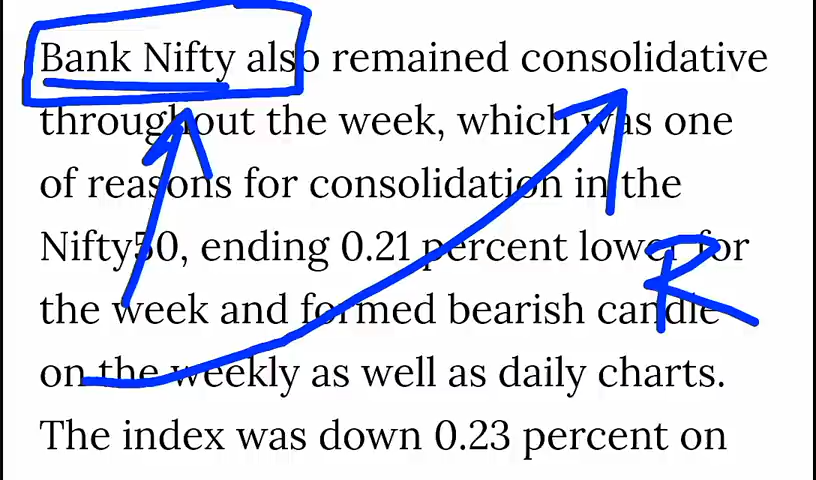 Bank Nifty also remained consolidative
throughout the week, which was one
of reasons for consolidation in the
Nifty50, ending 0.21 percent lower for
the week and formed bearish candle
on the weekly as well as daily charts.
The index was down 0.23 percent on
R